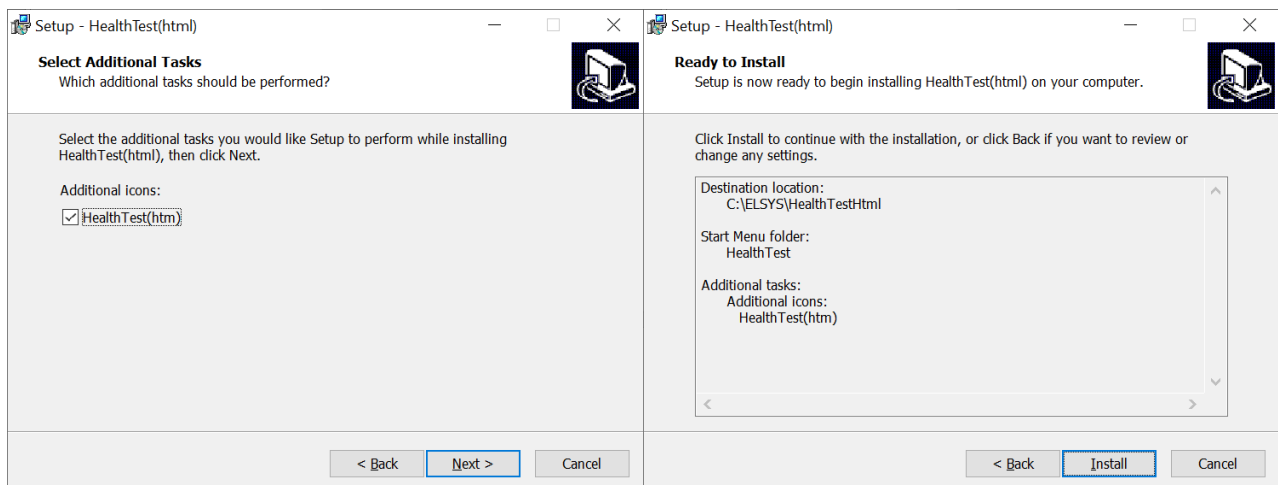 Setup - HealthTest(html)
Select Additional Tasks
Which additional tasks should be performed?
Select the additional tasks you would like Setup to perform while installing
HealthTest(html), then click Next.
Additional icons:
HealthTest(htm)
< Back
Next >
Cancel
Setup - HealthTest(html)
Ready to Install
Setup is now ready to begin installing HealthTest(html) on your computer.
Click Install to continue with the installation, or click Back if you want to review or
change any settings.
Destination location:
C:\ELSYS\HealthTestHtml
Start Menu folder:
HealthTest
Additional tasks:
Additional icons:
HealthTest(htm)
< Back
Install
Cancel